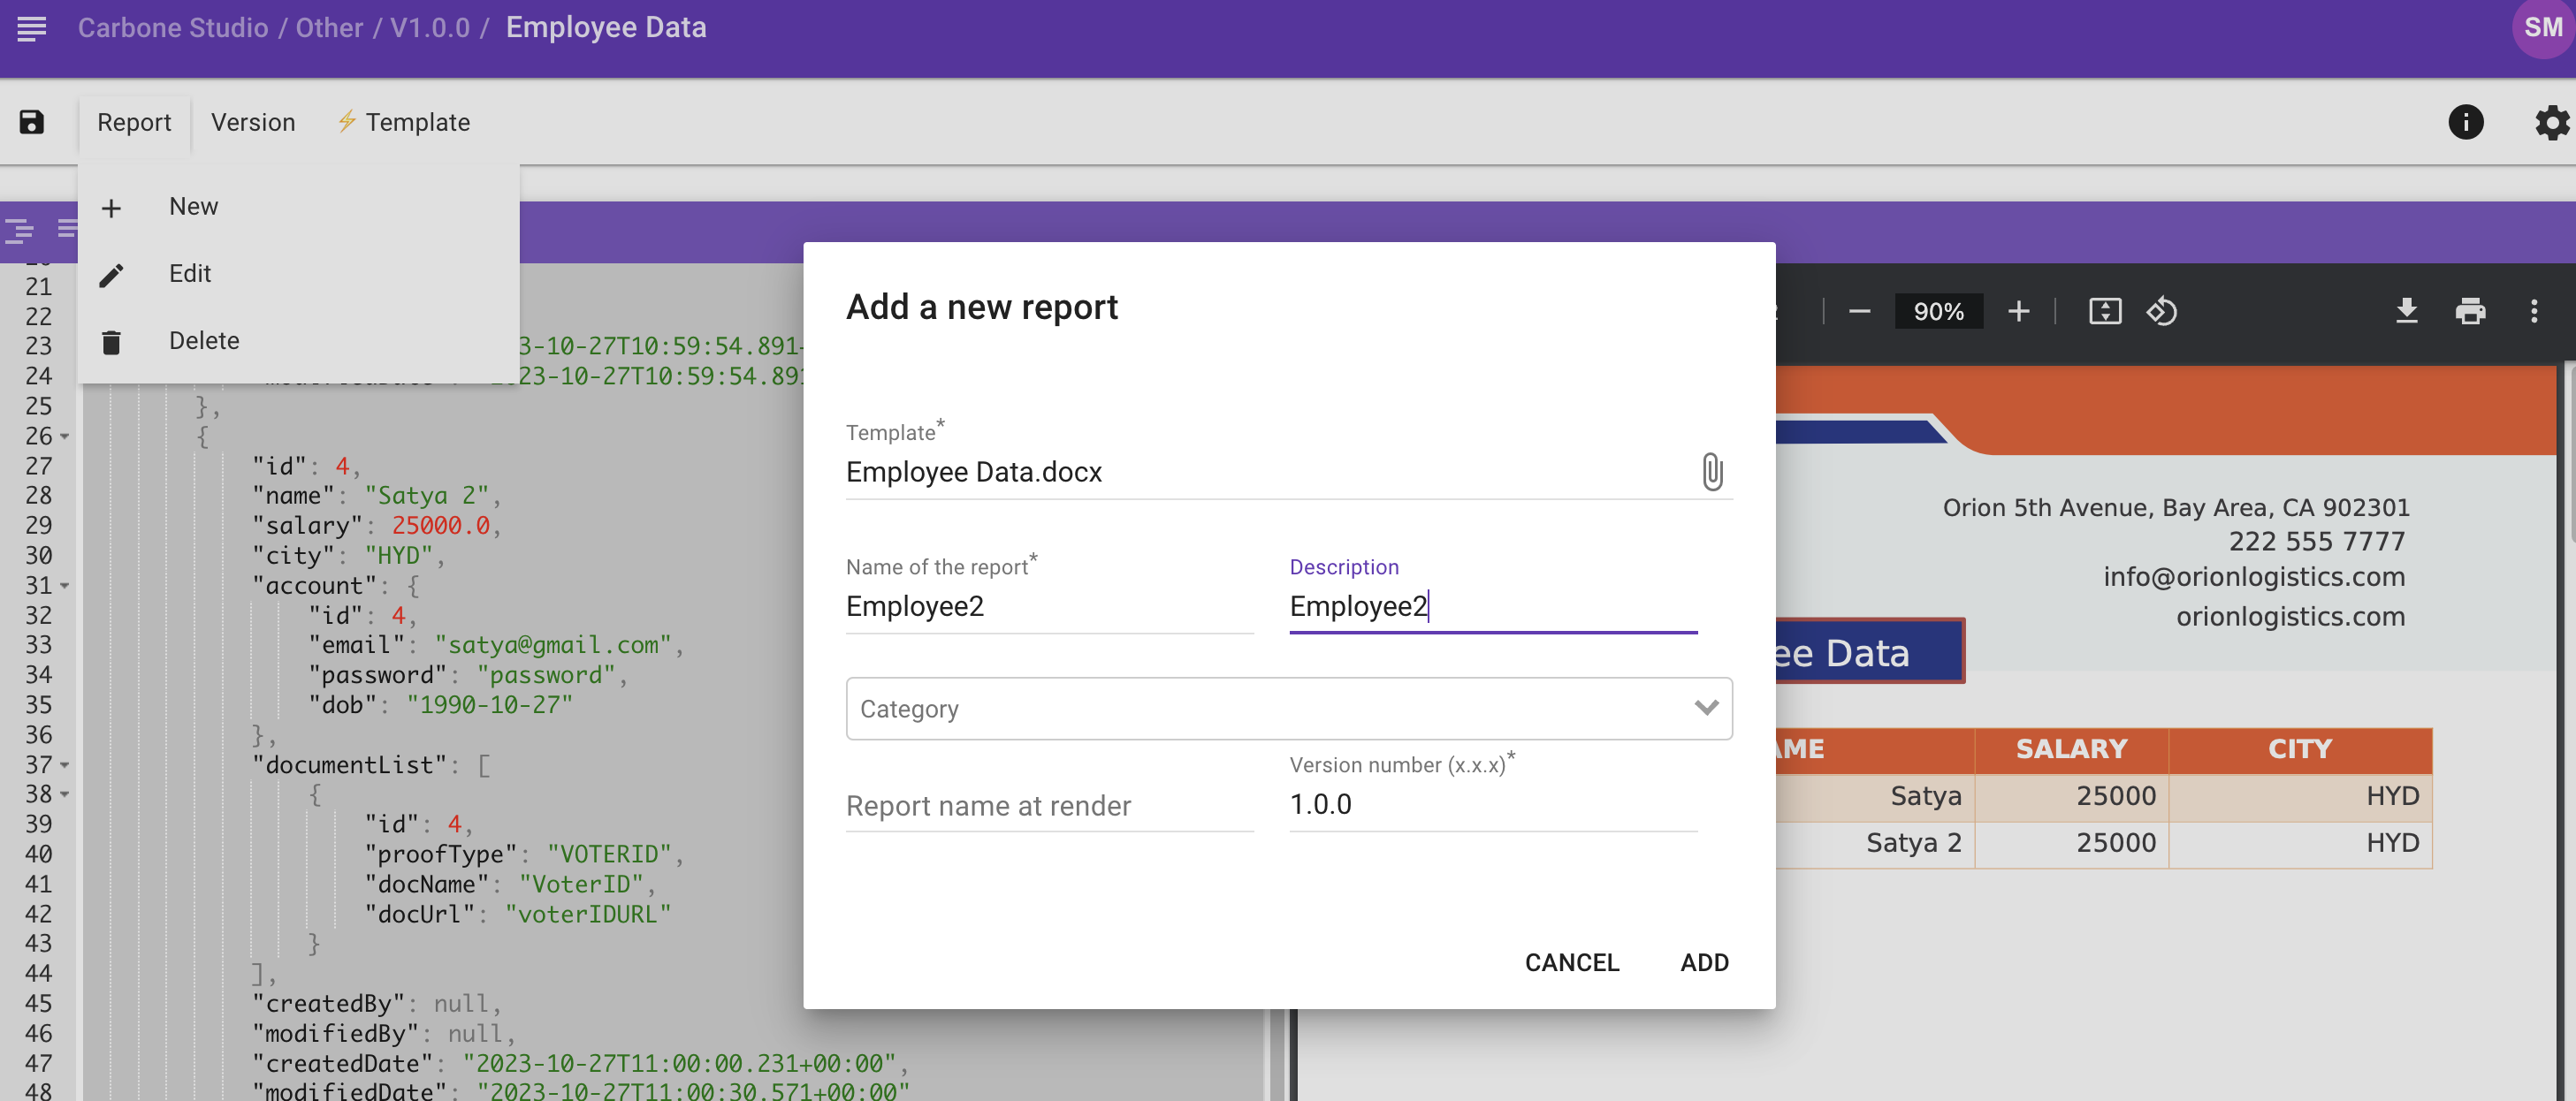 Carbone Studio / Other / V1.0.0 / Employee Data
SM
Report
Version
⚡ Template
New
Edit
Delete
21
22
23 3-10-27T10:59:54.891
24 23-10-27T10:59:54.891
25 },
26 {
27 "id": 4,
28 "name": "Satya 2",
29 "salary": 25000.0,
30 "city": "HYD",
31 "account": {
32 "id": 4,
33 "email": "satya@gmail.com",
34 "password": "password",
35 "dob": "1990-10-27"
36 },
37 "documentList": [
38 {
39 "id": 4,
40 "proofType": "VOTERID",
41 "docName": "VoterID",
42 "docUrl": "voterIDURL"
43 }
44 ],
45 "createdBy": null,
46 "modifiedBy": null,
47 "createdDate": "2023-10-27T11:00:00.231+00:00",
48 "modifiedDate": "2023-10-27T11:00:30.571+00:00"
Add a new report
Template*
Employee Data.docx
Name of the report*
Employee2
Description
Employee2
Category
Report name at render
Version number (x.x.x)*
1.0.0
CANCEL
ADD
90%
Orion 5th Avenue, Bay Area, CA 902301
222 555 7777
info@orionlogistics.com
orionlogistics.com
ee Data
AME SALARY CITY
Satya 25000 HYD
Satya 2 25000 HYD